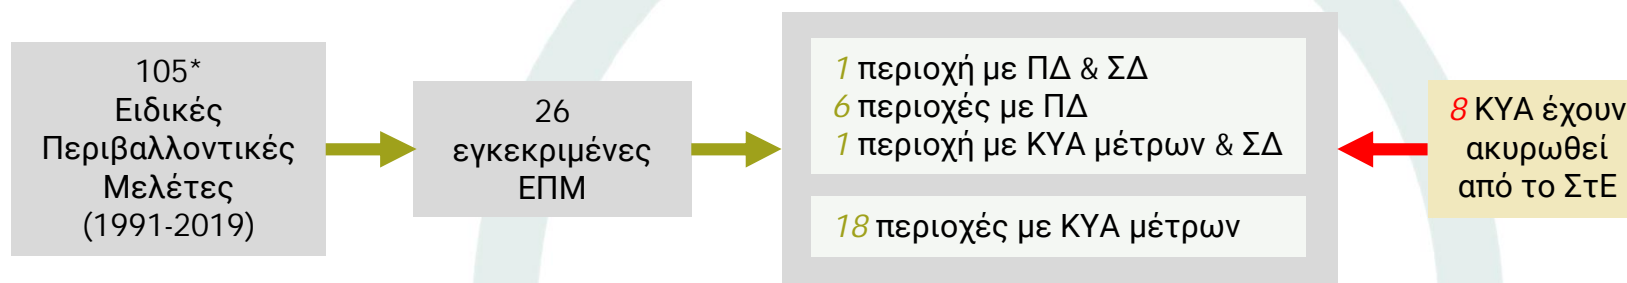 105*
Ειδικές
Περιβαλλοντικές
Μελέτες
(1991-2019)
26
εγκεκριμένες
ΕΠΜ
1 περιοχή με ΠΔ & ΣΔ
6 περιοχές με ΠΔ
1 περιοχή με ΚΥΑ μέτρων & ΣΔ
18 περιοχές με ΚΥΑ μέτρων
8 ΚΥΑ έχουν
ακυρωθεί
από το ΣτΕ